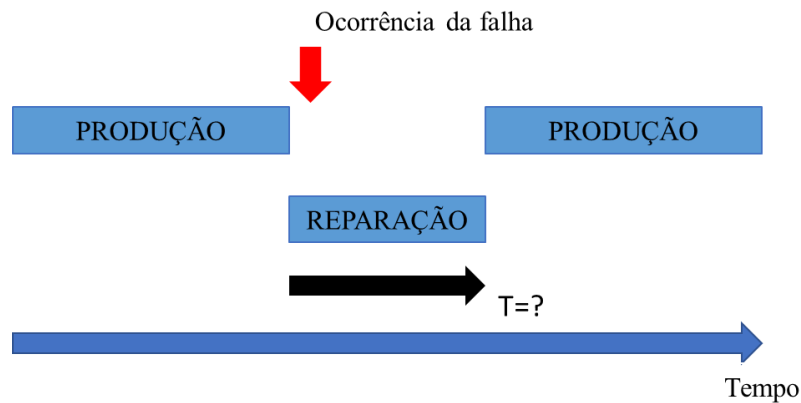 Ocorrência da falha
PRODUÇÃO
PRODUÇÃO
REPARAÇÃO
T=?
Tempo